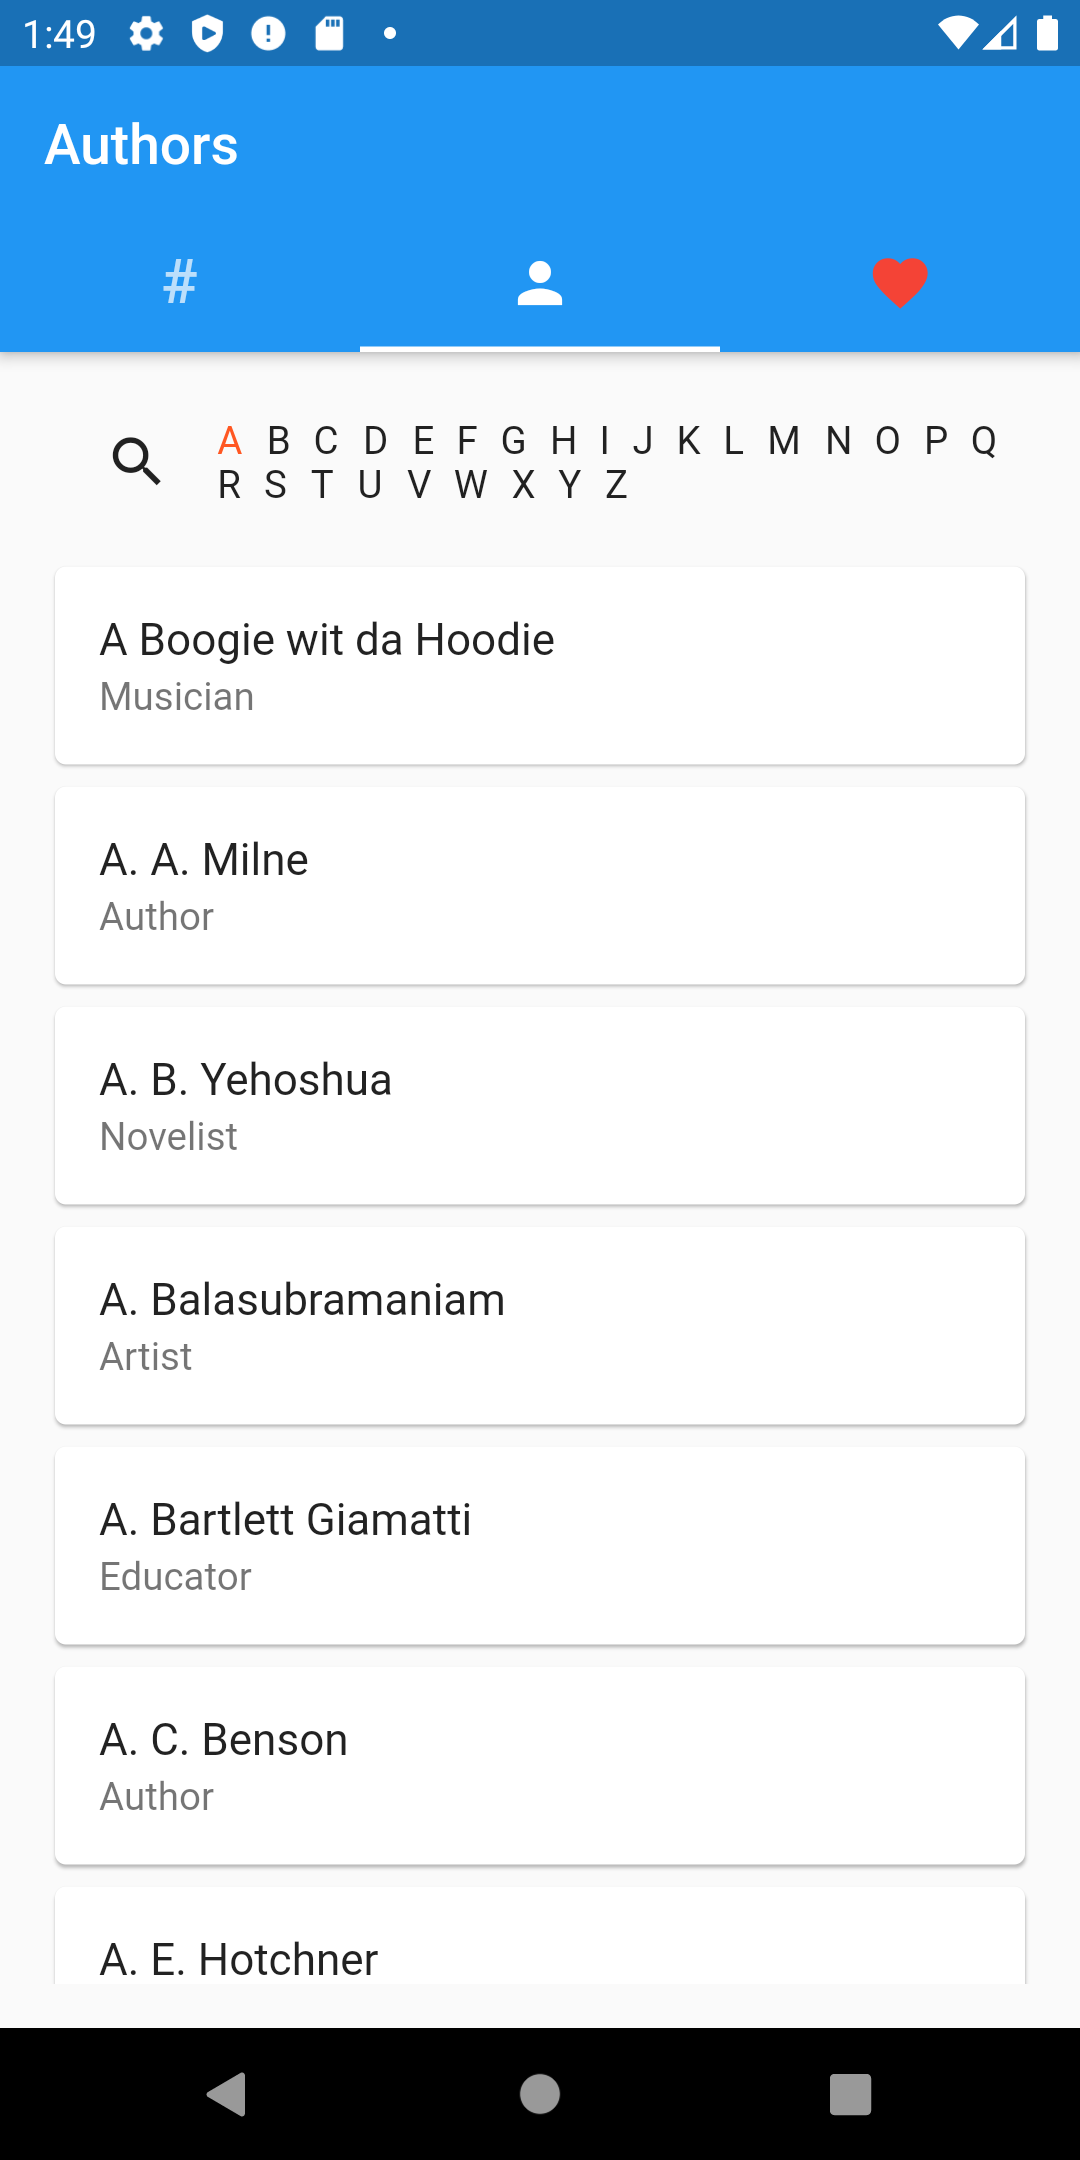 1:49
Authors
#
A B C D E F G H I J K L M N O P Q
R S T U V W X Y Z
A Boogie wit da Hoodie
Musician
A. A. Milne
Author
A. B. Yehoshua
Novelist
A. Balasubramaniam
Artist
A. Bartlett Giamatti
Educator
A. C. Benson
Author
A. E. Hotchner